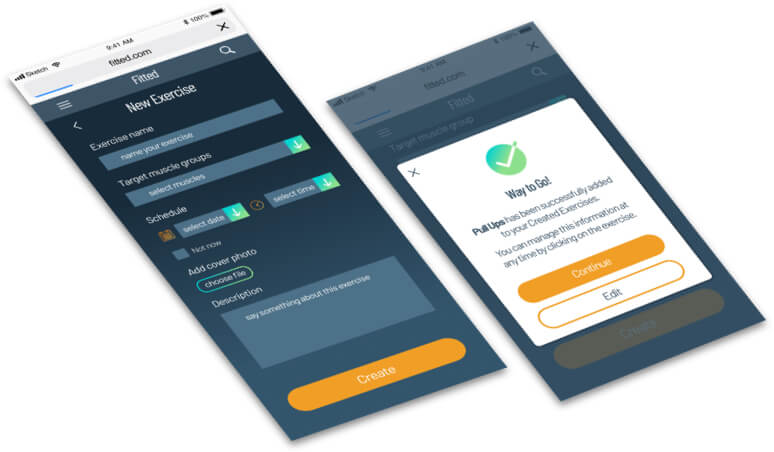 Sketch 9:41 AM 100%
fitted.com
Fitted
New Exercise
Exercise name
name your exercise
Target muscle groups
select muscles
Schedule
select date select time
Not now
Add cover photo
choose file
Description
say something about this exercise
Create
Sketch 9:41 AM 100%
fitted.com
Fitted
Target muscle group
Way to Go!
Pull Ups has been successfully added
to your Created Exercises.
You can manage this information at
any time by clicking on the exercise.
Continue
Edit
Create